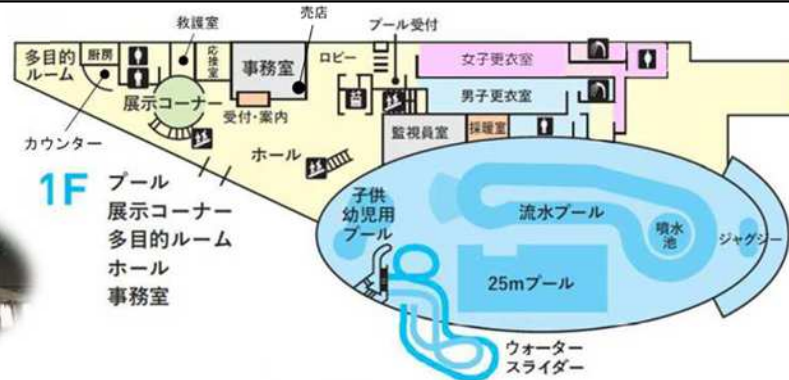 売店
救護室
プール受付
多目的
ルーム
厨房
応接室
事務室
ロビー
女子更衣室
男子更衣室
展示コーナー
受付・案内
監視員室
採暖室
カウンター
ホール
1F
プール
展示コーナー
多目的ルーム
ホール
事務室
子供
幼児用
プール
流水プール
噴水
池
ジャグジー
25mプール
ウォーター
スライダー